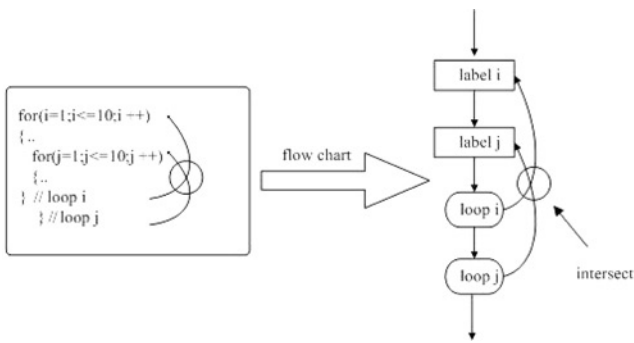 for(i=1;i<=10;i ++)
{..
for(j=1;j<=10;j ++)
{..
} // loop i
} // loop j
flow chart
label i
label j
loop i
loop j
intersect